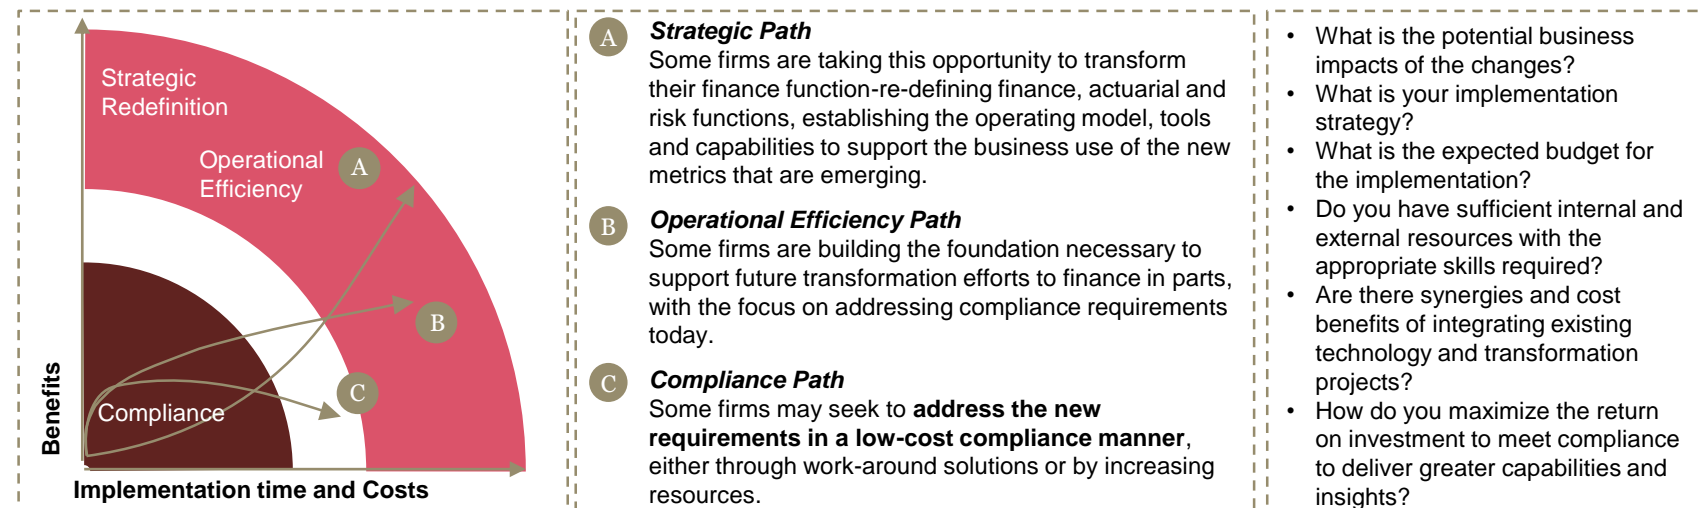 Strategic
Redefinition
Operational
Efficiency
A
B
C
Compliance
Benefits
Implementation time and Costs
A
Strategic Path
Some firms are taking this opportunity to transform
their finance function-re-defining finance, actuarial and
risk functions, establishing the operating model, tools
and capabilities to support the business use of the new
metrics that are emerging.
B
Operational Efficiency Path
Some firms are building the foundation necessary to
support future transformation efforts to finance in parts,
with the focus on addressing compliance requirements
today.
C
Compliance Path
Some firms may seek to address the new
requirements in a low-cost compliance manner,
either through work-around solutions or by increasing
resources.
• What is the potential business
impacts of the changes?
• What is your implementation
strategy?
• What is the expected budget for
the implementation?
• Do you have sufficient internal and
external resources with the
appropriate skills required?
• Are there synergies and cost
benefits of integrating existing
technology and transformation
projects?
• How do you maximize the return
on investment to meet compliance
to deliver greater capabilities and
insights?